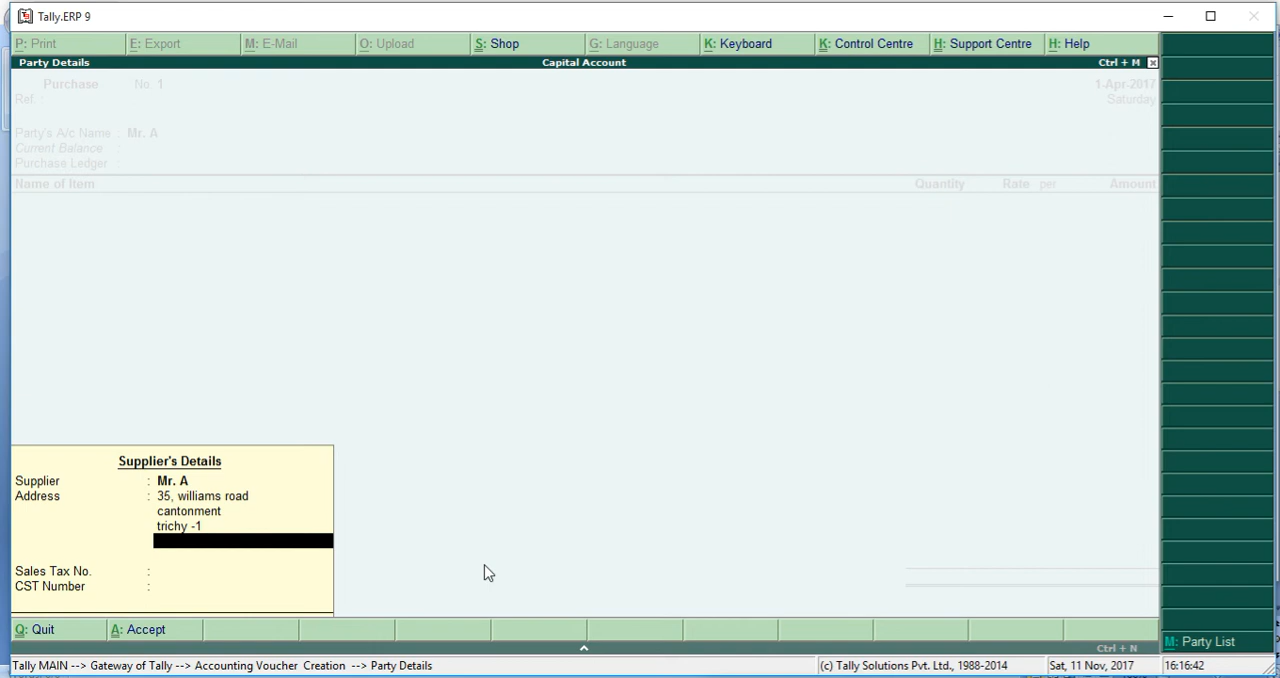 Tally.ERP 9
P: Print E: Export M: E-Mail O: Upload S: Shop G: Language K: Keyboard K: Control Centre H: Support Centre H: Help
Party Details Capital Account Ctrl + M
Purchase No. 1 1-Apr-2017
Ref. : Saturday
Party's A/c Name : Mr. A
Current Balance :
Purchase Ledger :
Name of Item Quantity Rate per Amount
Supplier's Details
Supplier : Mr. A
Address : 35, williams road
cantonment
trichy -1
Sales Tax No. :
CST Number :
Q: Quit A: Accept
M: Party List
Ctrl + N
Tally MAIN --> Gateway of Tally --> Accounting Voucher Creation --> Party Details (c) Tally Solutions Pvt. Ltd., 1988-2014 Sat, 11 Nov, 2017 16:16:42